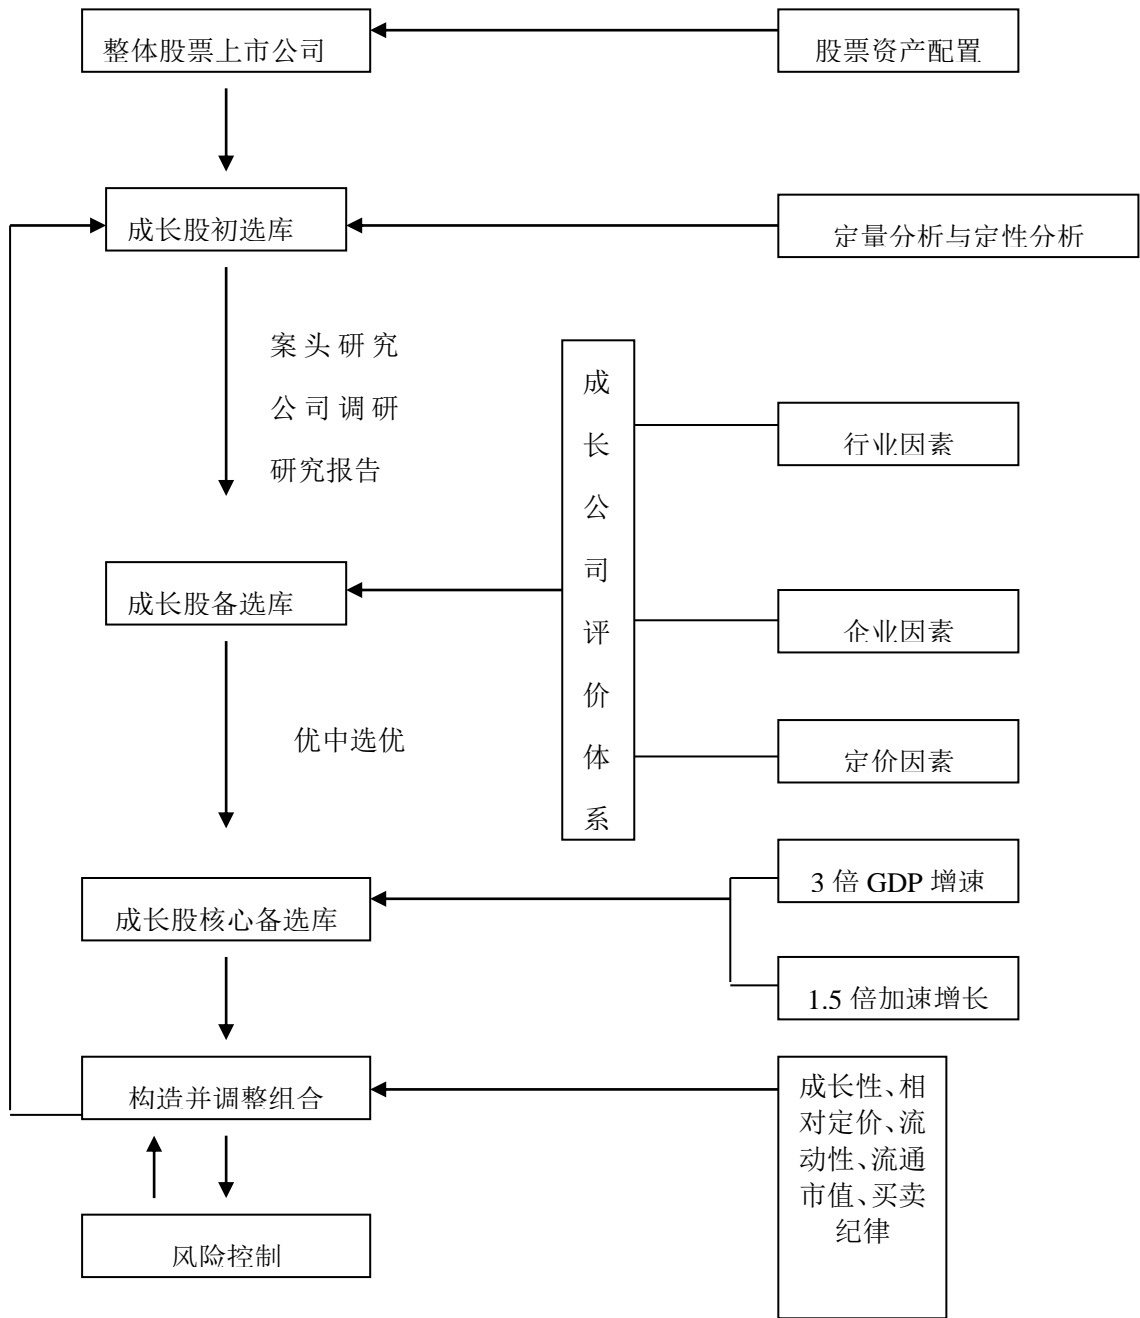 整体股票上市公司
股票资产配置
成长股初选库
定量分析与定性分析
案头研究
公司调研
研究报告
成长公司评价体系
行业因素
成长股备选库
企业因素
优中选优
定价因素
3 倍 GDP 增速
成长股核心备选库
1.5 倍加速增长
构造并调整组合
成长性、相
对定价、流
动性、流通
市值、买卖
纪律
风险控制